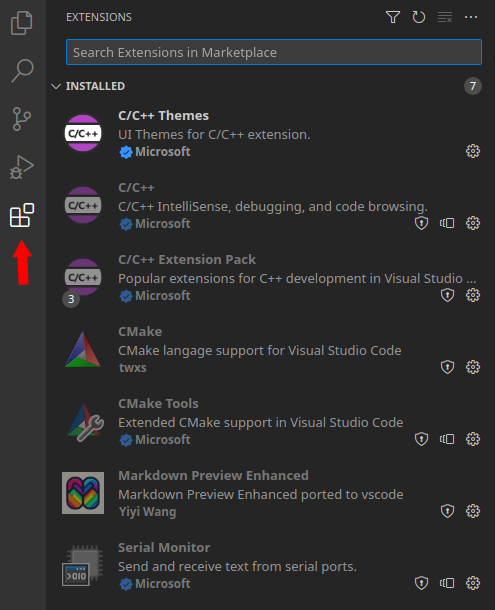 EXTENSIONS
Search Extensions in Marketplace
INSTALLED
7
C/C++
C/C++ Themes
UI Themes for C/C++ extension.
Microsoft
C/C++
C/C++
C/C++ IntelliSense, debugging, and code browsing.
Microsoft
C/C++
3
C/C++ Extension Pack
Popular extensions for C++ development in Visual Studio ...
Microsoft
CMake
CMake langage support for Visual Studio Code
twxs
CMake Tools
Extended CMake support in Visual Studio Code
Microsoft
Markdown Preview Enhanced
Markdown Preview Enhanced ported to vscode
Yiyi Wang
>OIO
Serial Monitor
Send and receive text from serial ports.
Microsoft